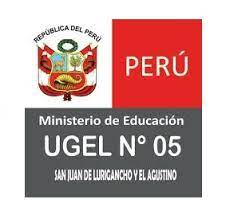 REPÚBLICA DEL PERÚ
PERÚ
Ministerio de Educación
UGEL N° 05
SAN JUAN DE LURIGANCHO Y EL AGUSTINO